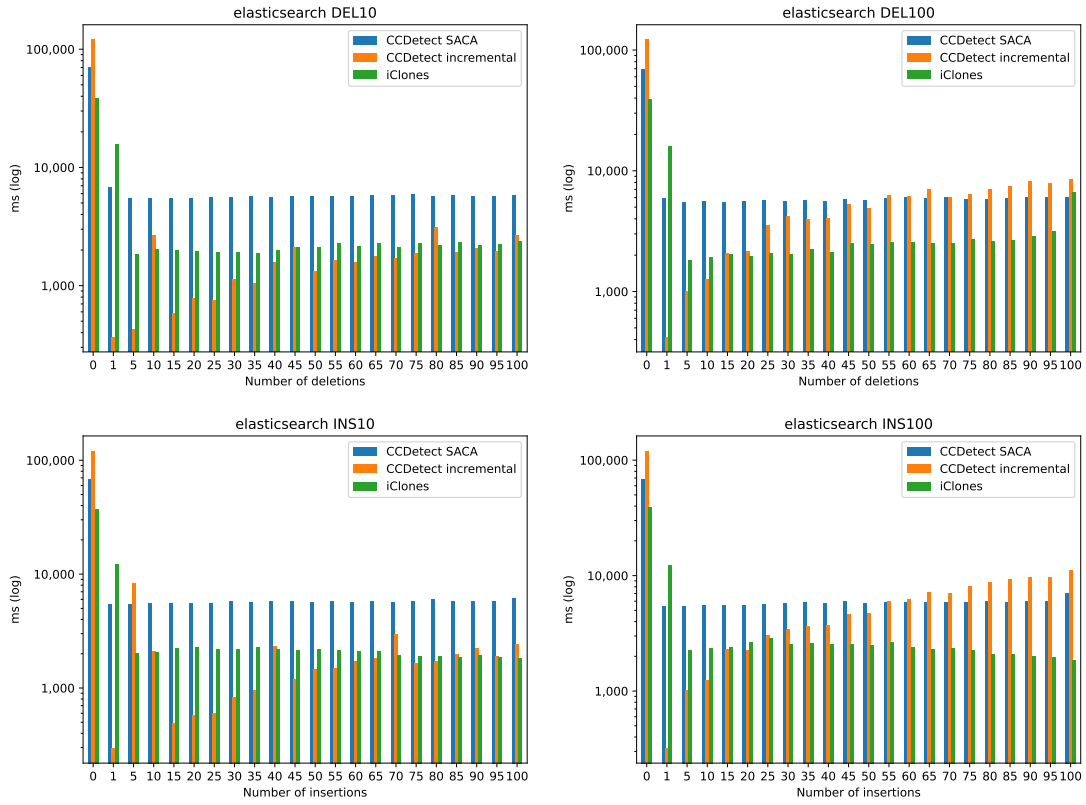 elasticsearch DEL10
ms (log)
100,000
10,000
1,000
CCDetect SACA
CCDetect incremental
iClones
0 1 5 10 15 20 25 30 35 40 45 50 55 60 65 70 75 80 85 90 95 100
Number of deletions
elasticsearch DEL100
ms (log)
100,000
10,000
1,000
CCDetect SACA
CCDetect incremental
iClones
0 1 5 10 15 20 25 30 35 40 45 50 55 60 65 70 75 80 85 90 95 100
Number of deletions
elasticsearch INS10
ms (log)
100,000
10,000
1,000
CCDetect SACA
CCDetect incremental
iClones
0 1 5 10 15 20 25 30 35 40 45 50 55 60 65 70 75 80 85 90 95 100
Number of insertions
elasticsearch INS100
ms (log)
100,000
10,000
1,000
CCDetect SACA
CCDetect incremental
iClones
0 1 5 10 15 20 25 30 35 40 45 50 55 60 65 70 75 80 85 90 95 100
Number of insertions